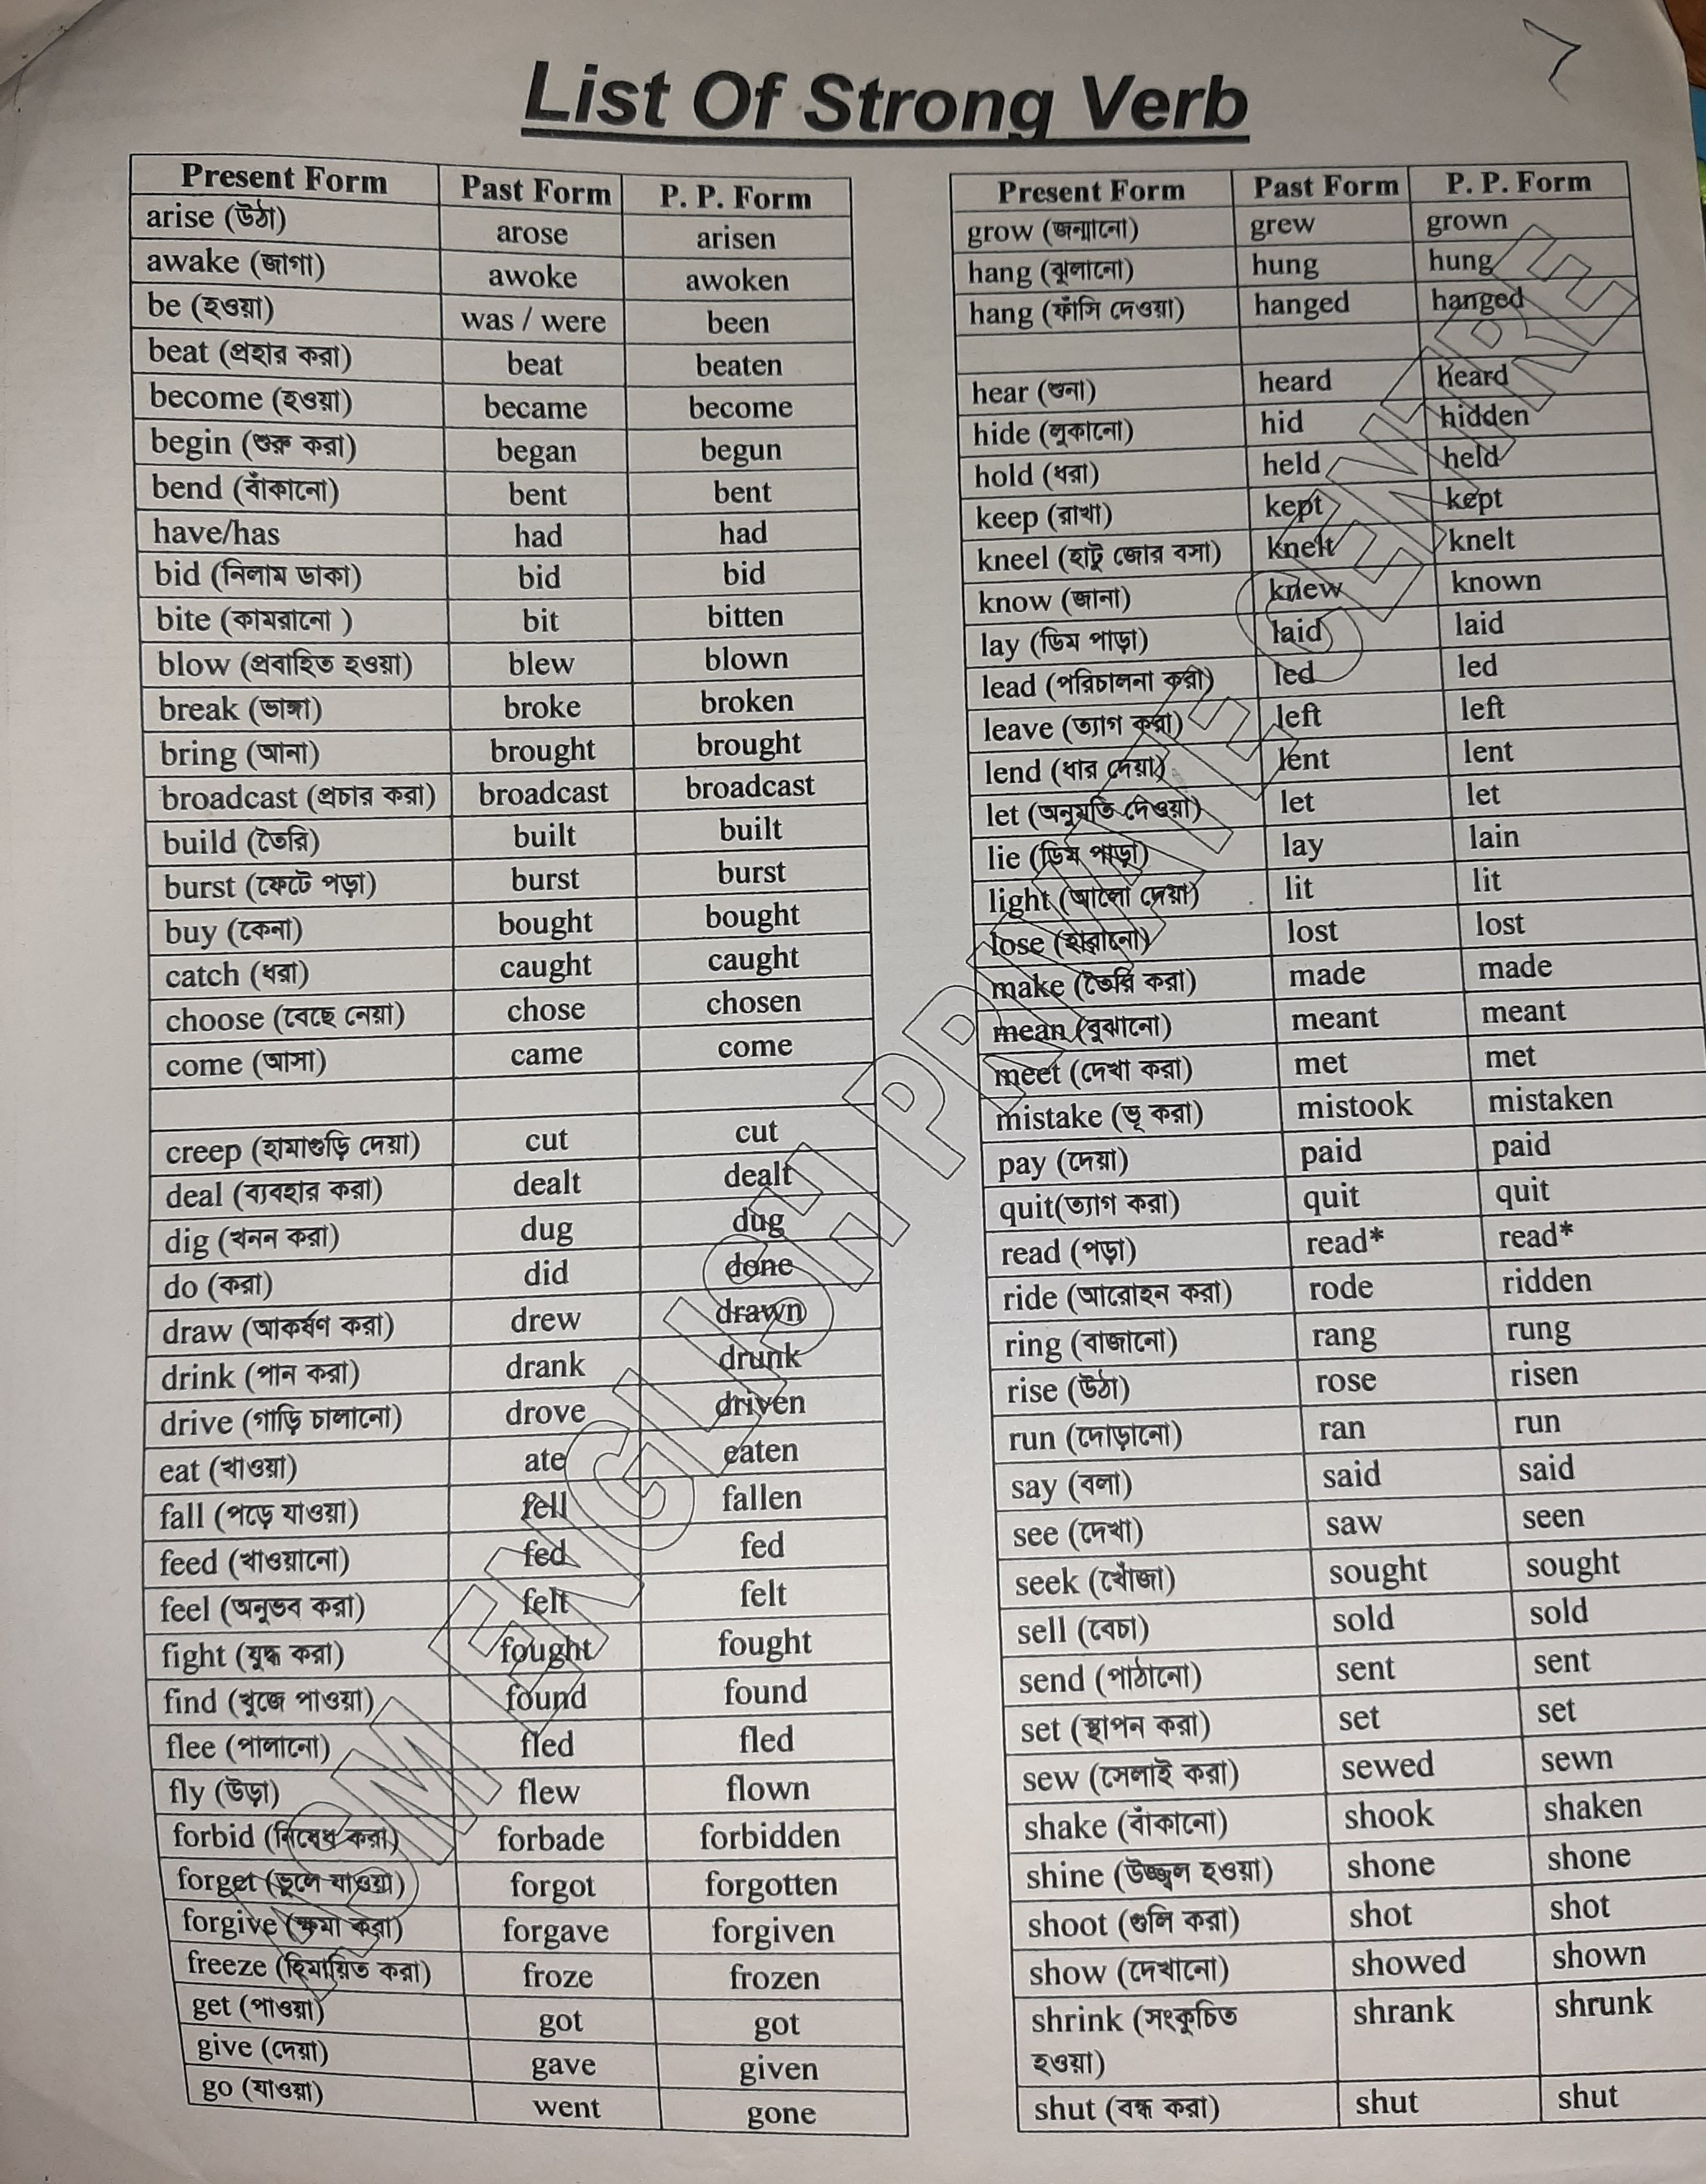 List Of Strong Verb
Present Form Past Form P. P. Form
arise (উঠা) arose arisen
awake (জাগা) awoke awoken
be (হওয়া) was / were been
beat (প্রহার করা) beat beaten
become (হওয়া) became become
begin (শুরু করা) began begun
bend (বাঁকানো) bent bent
have/has had had
bid (নিলাম ডাকা) bid bid
bite (কামরানো ) bit bitten
blow (প্রবাহিত হওয়া) blew blown
break (ভাঙ্গা) broke broken
bring (আনা) brought brought
broadcast (প্রচার করা) broadcast broadcast
build (তৈরি) built built
burst (ফেটে পড়া) burst burst
buy (কেনা) bought bought
catch (ধরা) caught caught
choose (বেছে নেয়া) chose chosen
come (আসা) came come
creep (হামাগুড়ি দেয়া) cut cut
deal (ব্যবহার করা) dealt dealt
dig (খনন করা) dug dug
do (করা) did done
draw (আকর্ষণ করা) drew drawn
drink (পান করা) drank drunk
drive (গাড়ি চালানো) drove driven
eat (খাওয়া) ate eaten
fall (পড়ে যাওয়া) fell fallen
feed (খাওয়ানো) fed fed
feel (অনুভব করা) felt felt
fight (যুদ্ধ করা) fought fought
find (খুজে পাওয়া) found found
flee (পালানো) fled fled
fly (উড়া) flew flown
forbid (নিষেধ করা) forbade forbidden
forget (ভুলে যাওয়া) forgot forgotten
forgive (ক্ষমা করা) forgave forgiven
freeze (হিমায়িত করা) froze frozen
get (পাওয়া) got got
give (দেয়া) gave given
go (যাওয়া) went gone
Present Form Past Form P. P. Form
grow (জন্মানো) grew grown
hang (ঝুলানো) hung hung
hang (ফাঁসি দেওয়া) hanged hanged
hear (শুনা) heard heard
hide (লুকানো) hid hidden
hold (ধরা) held held
keep (রাখা) kept kept
kneel (হাটু জোর বসা) knelt knelt
know (জানা) knew known
lay (ডিম পাড়া) laid laid
lead (পরিচালনা করা) led led
leave (ত্যাগ করা) left left
lend (ধার দেয়া) lent lent
let (অনুমতি দেওয়া) let let
lie (ডিম পাড়া) lay lain
light (আলো দেয়া) lit lit
lose (হারানো) lost lost
make (তৈরি করা) made made
mean (বুঝানো) meant meant
meet (দেখা করা) met met
mistake (ভূ করা) mistook mistaken
pay (দেয়া) paid paid
quit(ত্যাগ করা) quit quit
read (পড়া) read* read*
ride (আরোহন করা) rode ridden
ring (বাজানো) rang rung
rise (উঠা) rose risen
run (দোড়ানো) ran run
say (বলা) said said
see (দেখা) saw seen
seek (খোঁজা) sought sought
sell (বেচা) sold sold
send (পাঠানো) sent sent
set (স্থাপন করা) set set
sew (সেলাই করা) sewed sewn
shake (বাঁকানো) shook shaken
shine (উজ্জ্বল হওয়া) shone shone
shoot (গুলি করা) shot shot
show (দেখানো) showed shown
shrink (সংকুচিত shrank shrunk
হওয়া)
shut (বন্ধ করা) shut shut